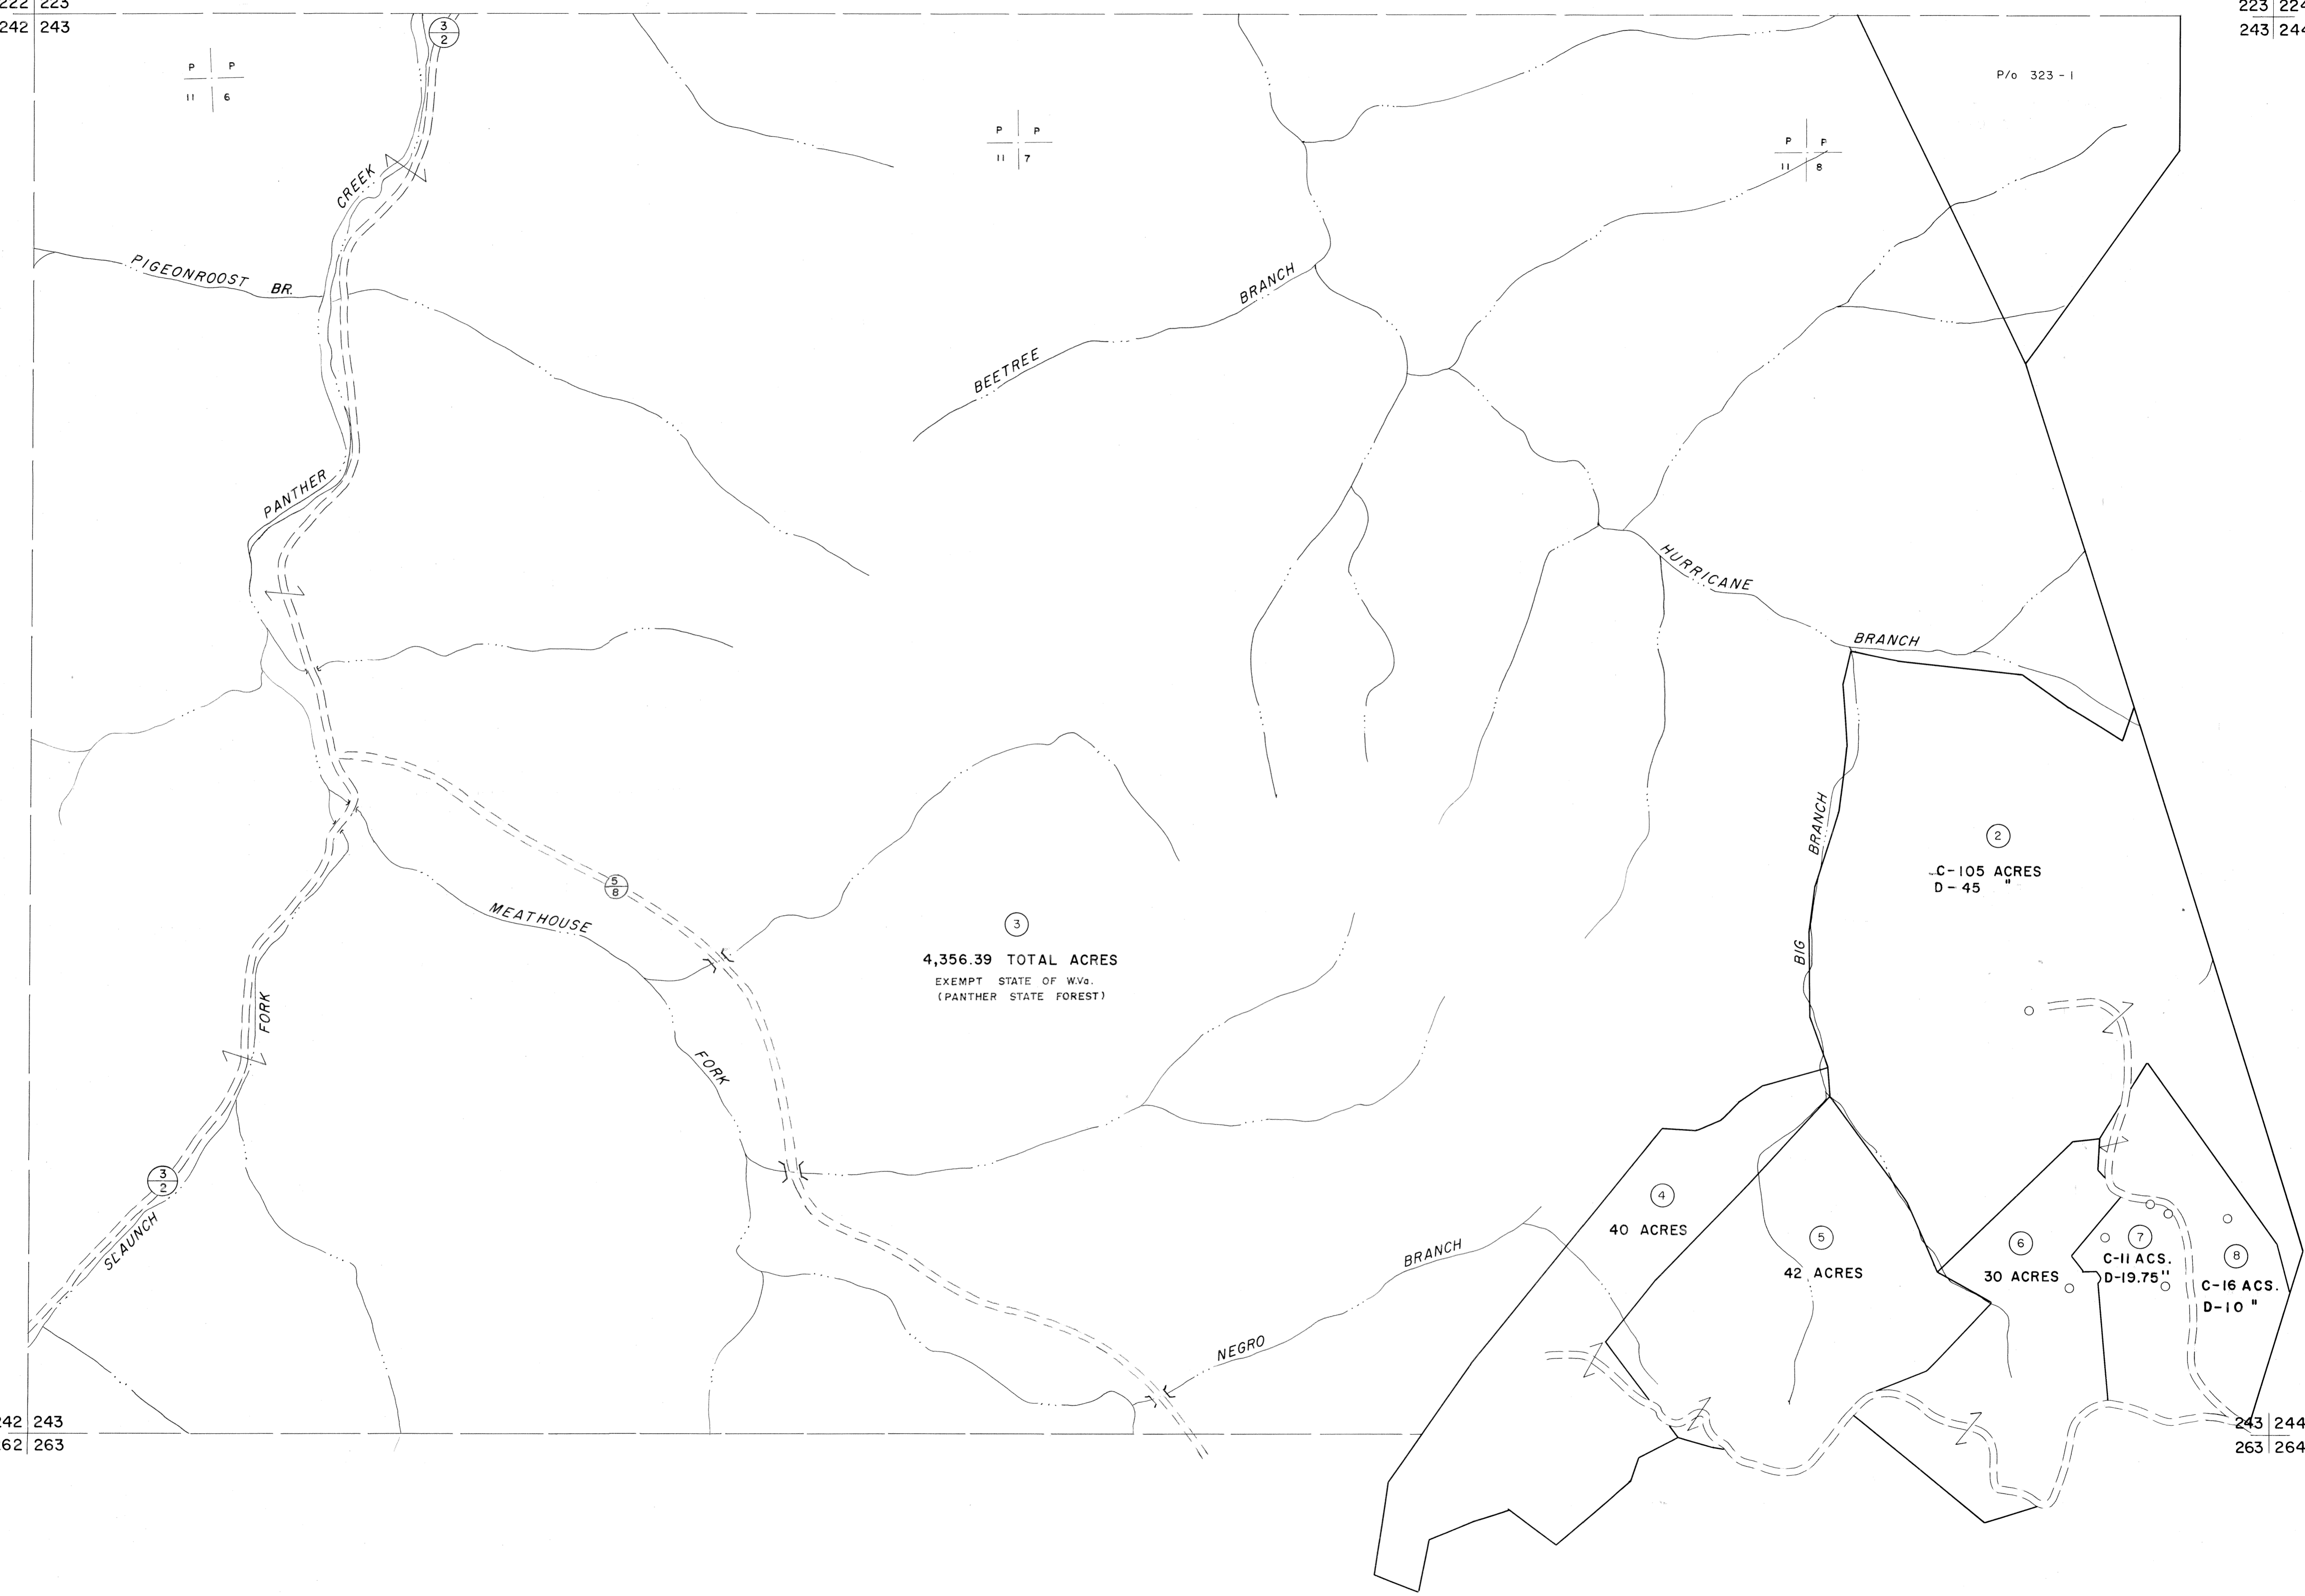 222 223
242 243
3
2
223 224
243 244
P P
11 6
P P
11 7
P P
11 8
P/o 323-1
CREEK
PIGEONROOST BR.
BRANCH
BEETREE
PANTHER
HURRICANE
BRANCH
BRANCH
2
C-105 ACRES
D-45 "
5
8
MEATHOUSE
3
4,356.39 TOTAL ACRES
EXEMPT STATE OF W.Va.
(PANTHER STATE FOREST)
BIG
FORK
FORK
3
2
SLAUNCH
4
40 ACRES
5
42 ACRES
6
30 ACRES
7
C-11 ACS.
D-19.75"
8
C-16 ACS.
D-10 "
BRANCH
NEGRO
242 243
262 263
243 244
263 264